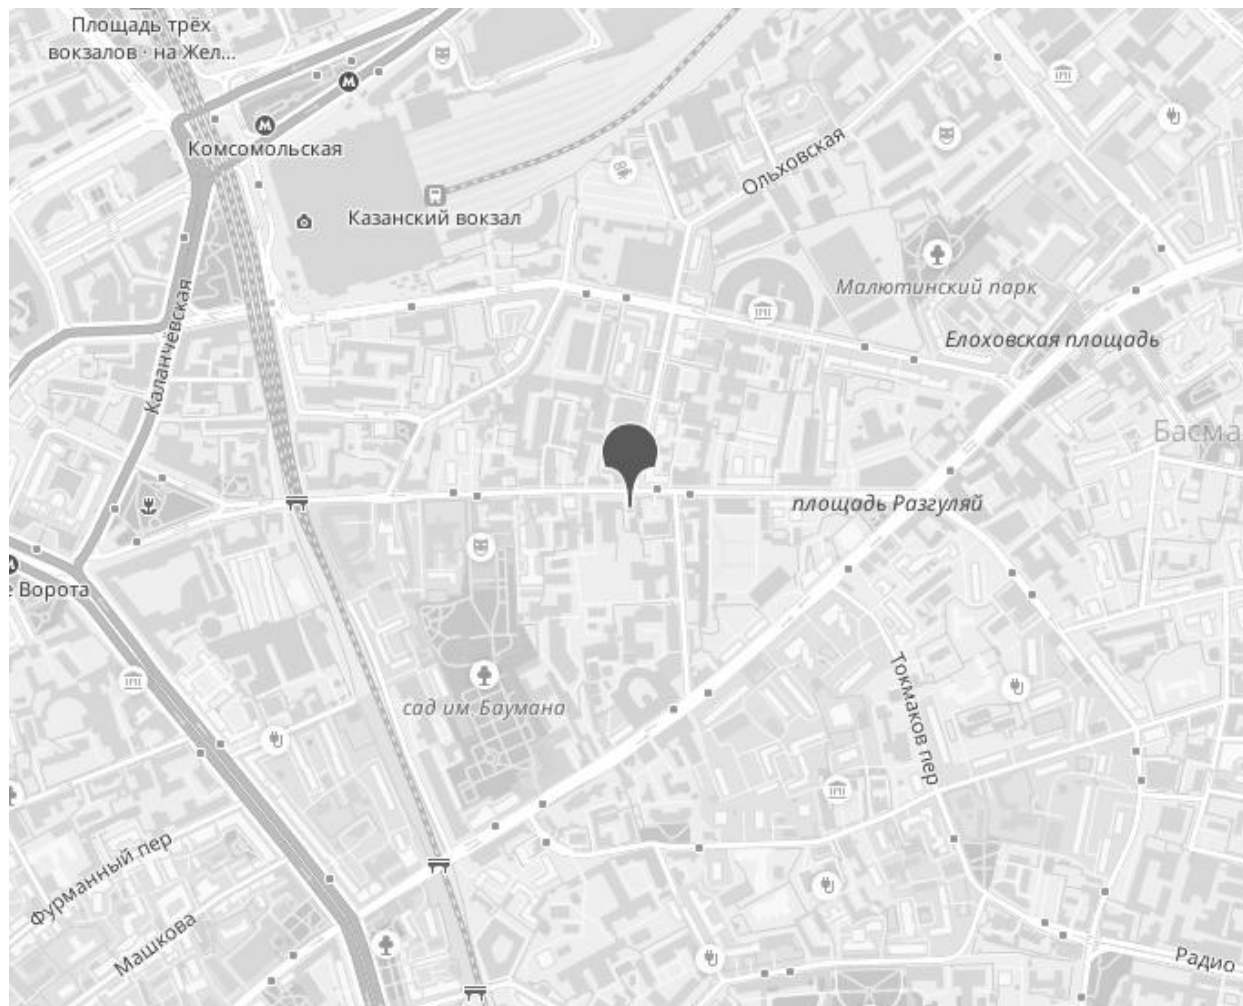 Площадь трёх
вокзалов · на Жел...
Комсомольская
Казанский вокзал
Ольховская
Малютинский парк
Елоховская площадь
Каланчёвская
Басма
площадь Разгуляй
е Ворота
сад им. Баумана
Токмаков пер
Фурманный пер
Машкова
Радио